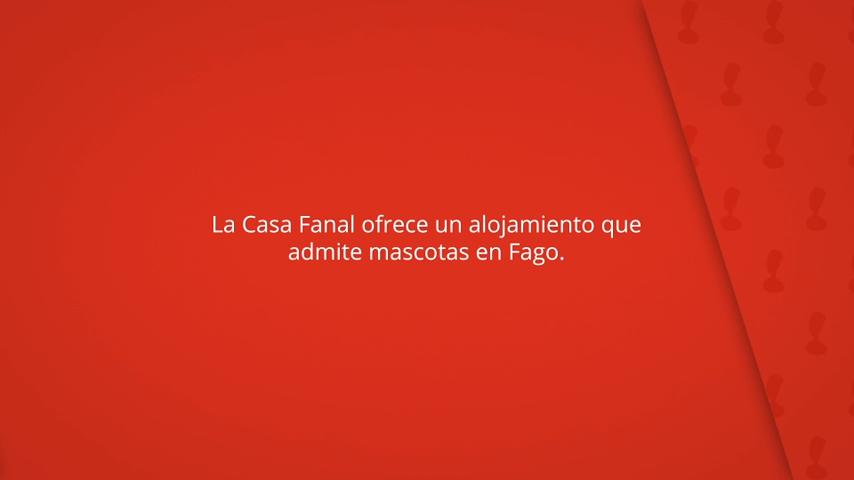 La Casa Fanal ofrece un alojamiento que
admite mascotas en Fago.